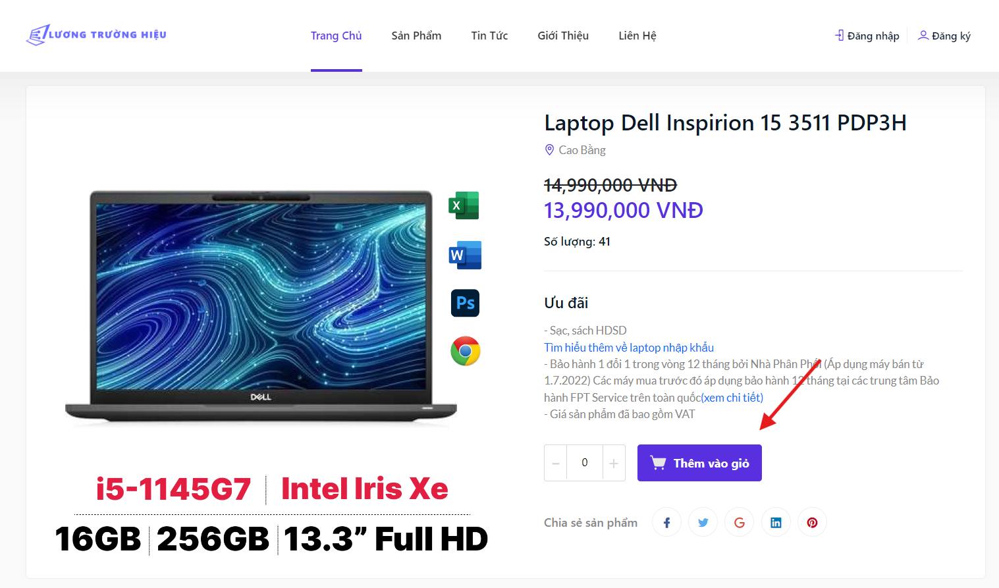 LƯƠNG TRƯỜNG HIỆU
Trang Chủ
Sản Phẩm
Tin Tức
Giới Thiệu
Liên Hệ
Đăng nhập
Đăng ký
Laptop Dell Inspirion 15 3511 PDP3H
Cao Bằng
14,990,000 VNĐ
13,990,000 VNĐ
Số lượng: 41
Ưu đãi
- Sạc, sách HDSD
Tìm hiểu thêm về laptop nhập khẩu
- Bảo hành 1 đổi 1 trong vòng 12 tháng bởi Nhà Phân Phối (Áp dụng máy bán từ
1.7.2022) Các máy mua trước đó áp dụng bảo hành 12 tháng tại các trung tâm Bảo
hành FPT Service trên toàn quốc(xem chi tiết)
- Giá sản phẩm đã bao gồm VAT
− 0 +
Thêm vào giỏ
Chia sẻ sản phẩm
X
W
Ps
DELL
i5-1145G7 Intel Iris Xe
16GB 256GB 13.3” Full HD